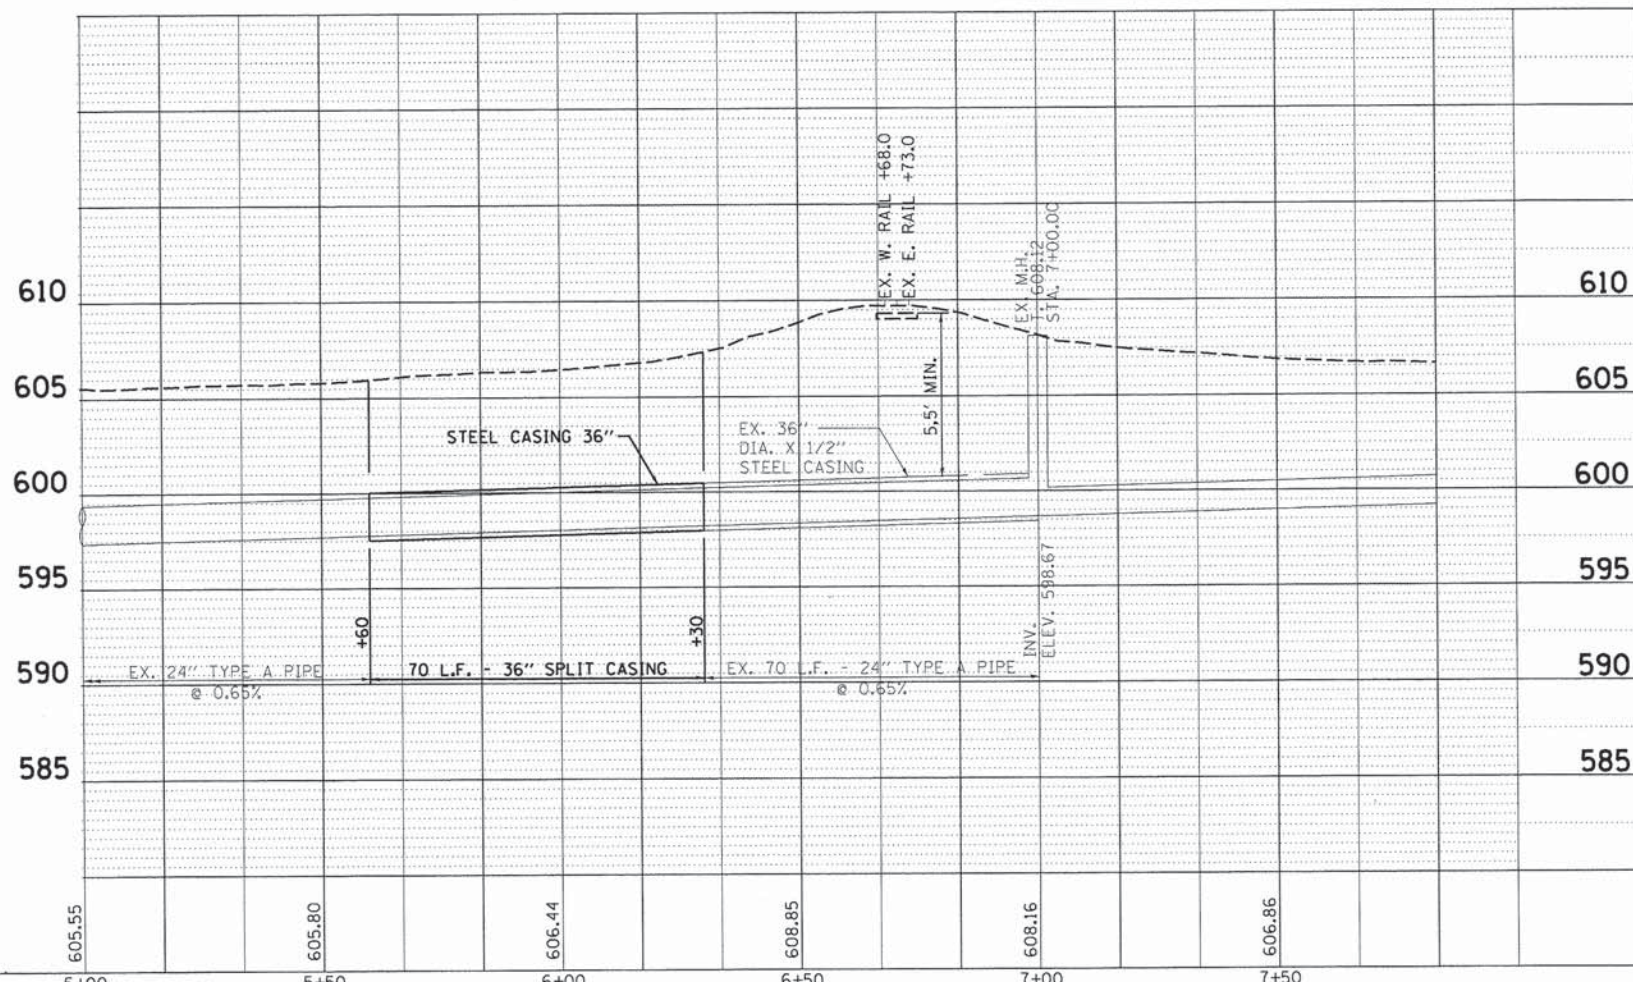 EX. W. RAIL +68.0
EX. E. RAIL +73.0
EX. M.H.
T. 608.12
STA. 7+00.00
610
610
605
605
5.5' MIN.
STEEL CASING 36"
EX. 36"
DIA. X 1/2"
STEEL CASING
600
600
595
595
INV.
ELEV. 598.67
+60
+30
590
590
EX. 24" TYPE A PIPE
@ 0.65%
70 L.F. - 36" SPLIT CASING
EX. 70 L.F. - 24" TYPE A PIPE
@ 0.65%
585
585
605.55
605.80
606.44
608.85
608.16
606.86
5+00
5+50
6+00
6+50
7+00
7+50